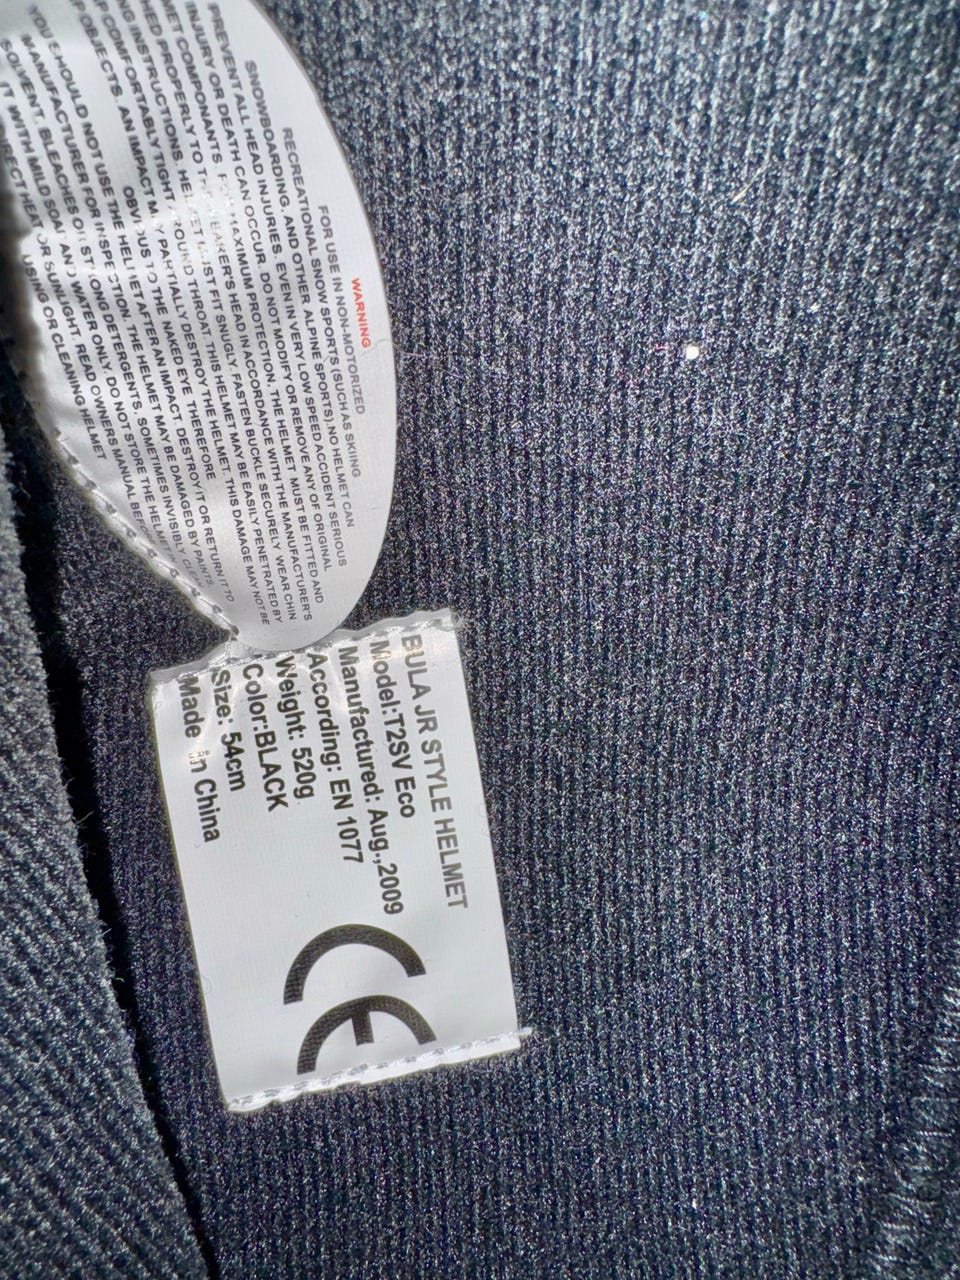 WARNING
FOR USE IN NON-MOTORIZED
RECREATIONAL SNOW SPORTS (SUCH AS SKIING
SNOWBOARDING, AND OTHER ALPINE SPORTS).NO HELMET CAN
PREVENT ALL HEAD INJURIES. EVEN IN VERY LOW SPEED ACCIDENT SERIOUS
INJURY OR DEATH CAN OCCUR. DO NOT MODIFY OR REMOVE ANY OF ORIGINAL
MET COMPONANTS. FOR MAXIMUM PROTECTION, THE HELMET MUST BE FITTED AND
HED PROPERLY TO THE WEARER'S HEAD IN ACCORDANCE WITH THE MANUFACTURER'S
NG INSTRUCTIONS. HELMET MUST FIT SNUGLY. FASTEN BUCKLE SECURELY WEAR CHIN
P COMFORTABLY TIGHT AROUND THROAT. THIS HELMET MAY BE EASILY PENETRATED BY
P OBJECTS. AN IMPACT MAY PARTIALLY DESTROY THE HELMET. THIS DAMAGE MAY NOT BE
OBVIOUS TO THE NAKED EYE. THEREFORE
YOU SHOULD NOT USE THE HELMET AFTER AN IMPACT. DESTROY IT OR RETURN IT TO
MANUFACTURER FOR INSPECTION. THE HELMET MAY BE DAMAGED BY PAINTS
SOLVENT. BLEACHES OR STRONG DETERGENTS, SOMETIMES INVISIBLY CLEAN
IT WITH MILD SOAP AND WATER ONLY. DO NOT STORE THE HELMET
DIRECT HEAT OR SUNLIGHT. READ OWNERS MANUAL BEFORE
USING OR CLEANING HELMET
BULA JR STYLE HELMET
Model:T2SV Eco
Manufactured: Aug.,2009
According: EN 1077
Weight: 520g
Color:BLACK
Size: 54cm
Made in China
CE